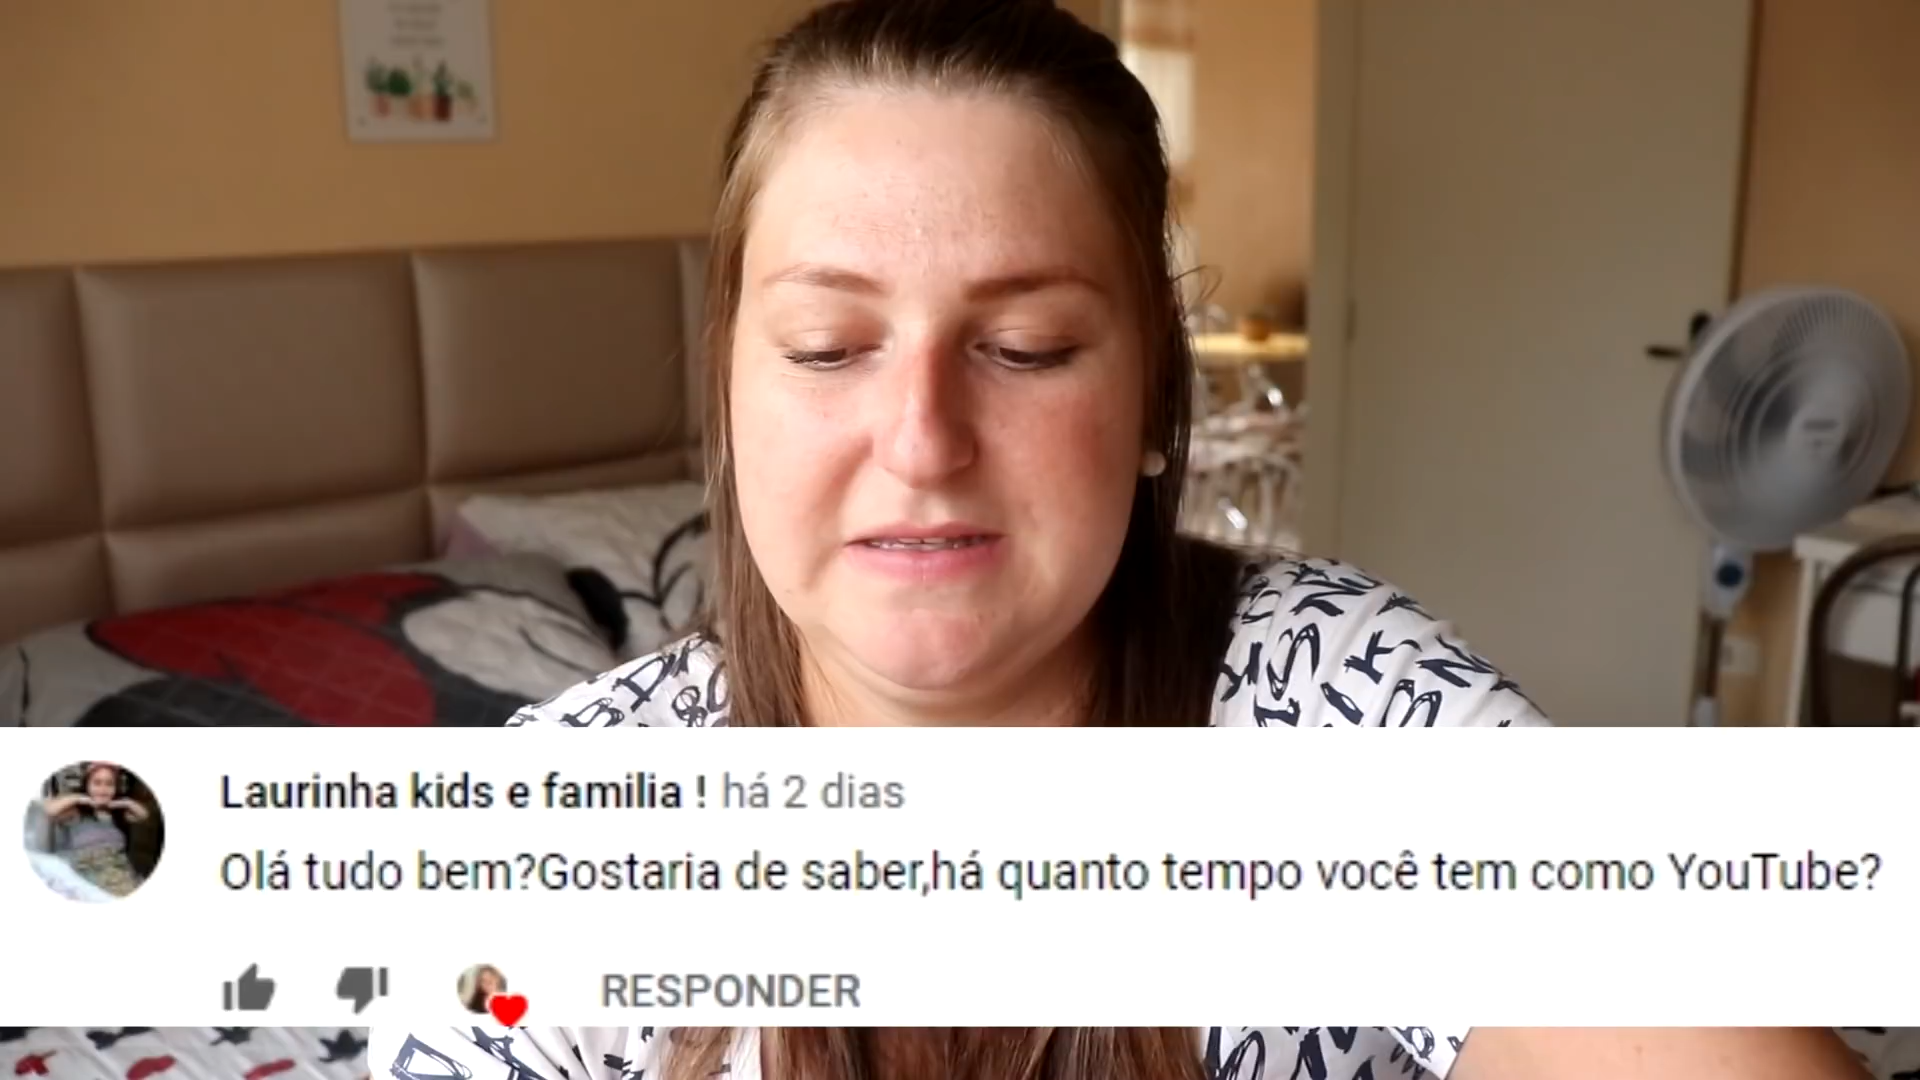 Laurinha kids e familia ! há 2 dias
Olá tudo bem?Gostaria de saber,há quanto tempo você tem como YouTube?
RESPONDER